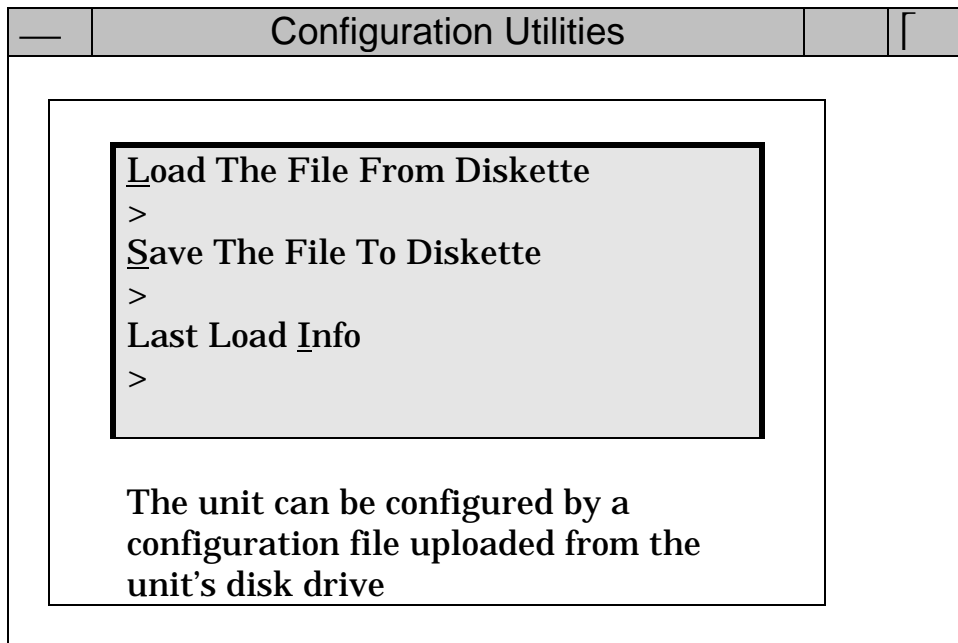 Configuration Utilities
Load The File From Diskette
>
Save The File To Diskette
>
Last Load Info
>
The unit can be configured by a
configuration file uploaded from the
unit's disk drive